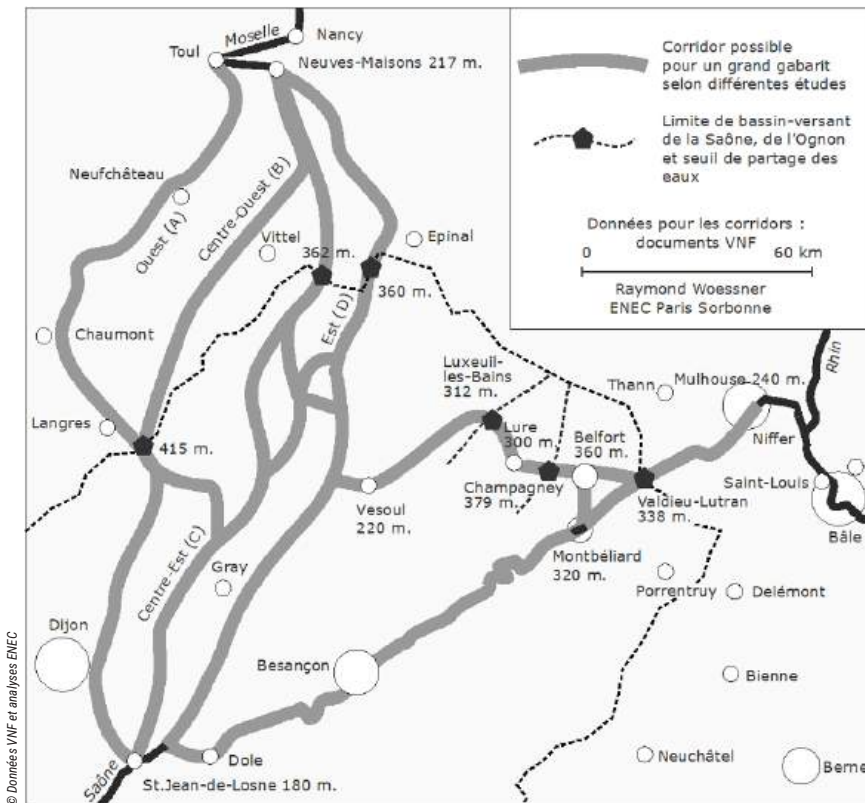 Moselle
Nancy
Toul
Neuves-Maisons 217 m.
Corridor possible
pour un grand gabarit
selon différentes études
Limite de bassin-versant
de la Saône, de l'Ognon
et seuil de partage des
eaux
Données pour les corridors :
documents VNF
0 60 km
Raymond Woessner
ENEC Paris Sorbonne
Neufchâteau
Ouest (A)
Centre-Ouest (B)
Vittel
362 m.
Epinal
360 m.
Est (D)
Chaumont
Langres
415 m.
Luxeuil-
les-Bains
312 m.
Thann
Mulhouse 240 m.
Rhin
Niffer
Lure
300 m.
Belfort
360 m.
Saint-Louis
Bâle
Champagney
379 m.
Valdieu-Lutran
338 m.
Vesoul
220 m.
Montbéliard
320 m.
Porrentruy
Delémont
Centre-Est (C)
Gray
Dijon
Besançon
Bienne
Dole
Neuchâtel
Berne
Saône
St.Jean-de-Losne 180 m.
© Données VNF et analyses ENEC